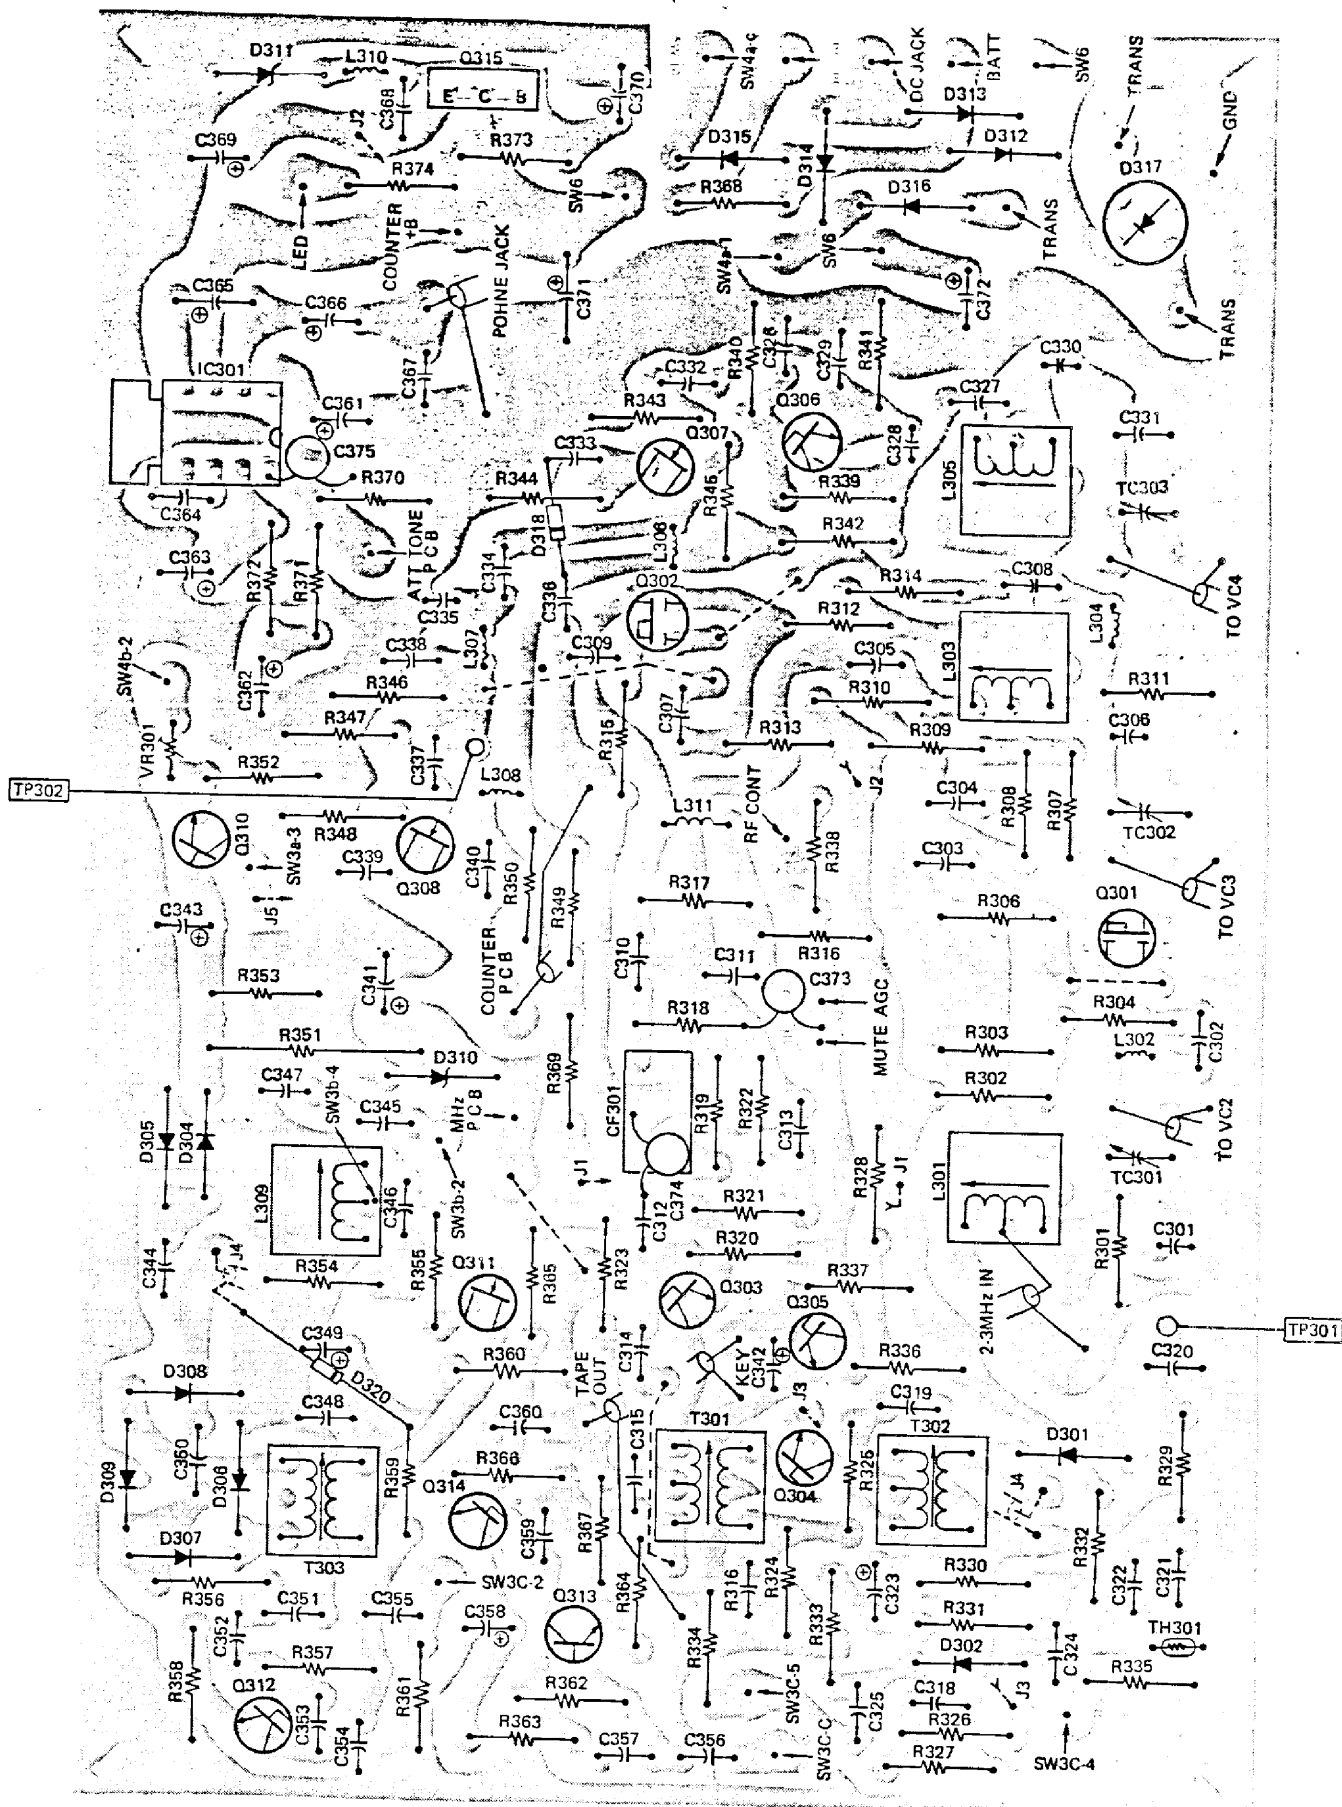 D311
L310
Q315
E C B
C368
C370
SW4a-c
DC JACK
BATT
SW6
TRANS
GND
C369
J2
R373
R374
D315
D313
D314
D312
D317
LED
COUNTER
+B
SW6
R368
D316
TRANS
SW4a-1
SW6
C365
C366
POHNE JACK
C371
C372
TRANS
IC301
C367
C332
R340
C326
C329
R341
C330
C361
R343
Q307
Q306
C327
C331
C375
C333
C328
R370
R344
R345
R339
L305
TC303
C364
ATT TONE
P C B
D318
L306
R342
C363
R372
R371
C334
C335
C336
Q302
R314
C308
R312
TO VC4
SW4b-2
C338
L307
C309
C305
L303
L304
C362
R346
R310
R311
VR301
R347
R315
C307
R313
R309
C306
R352
C337
TP302
L308
J2
C304
R308
R307
L311
RF CONT
TC302
Q310
R348
R338
SW3a-3
C339
Q308
C340
R350
R349
C303
R317
R306
Q301
TO VC3
C343
J5
R316
COUNTER
P C B
C310
C311
C373
R353
C341
MUTE AGC
R318
R304
R351
R303
L302
C302
C347
SW3b-4
D310
R369
R302
CF301
R319
R322
C313
MHz
P C B
C345
D305
D304
TO VC2
J1
R328
J1
L301
TC301
L309
C346
SW3b-2
C312
C374
R321
R301
C301
C344
J4
R355
R320
R354
Q311
R365
R323
Q303
R337
2-3MHz IN
Q305
TP301
C349
C314
KEY
C342
C320
D308
D320
R360
TAPE
OUT
R336
J3
C319
C348
C360
C315
T301
T302
D301
D309
C350
D306
R359
R366
Q314
Q304
R325
J4
R329
C359
R367
R332
D307
T303
R364
R316
R324
C323
R330
C322
C321
R356
SW3C-2
C351
C355
C358
Q313
R333
R331
C352
R334
C324
TH301
R358
R357
D302
R361
R362
SW3C-5
C318
J3
R335
Q312
C353
C354
C325
R326
R363
C357
C356
SW3C-C
R327
SW3C-4